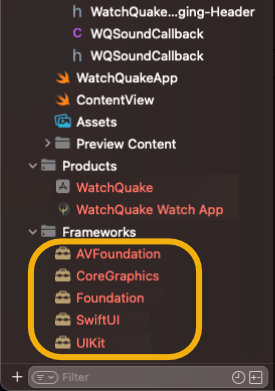 WatchQuake...ging-Header
WQSoundCallback
WQSoundCallback
WatchQuakeApp
ContentView
Assets
Preview Content
Products
WatchQuake
WatchQuake Watch App
Frameworks
AVFoundation
CoreGraphics
Foundation
SwiftUI
UIKit
Filter